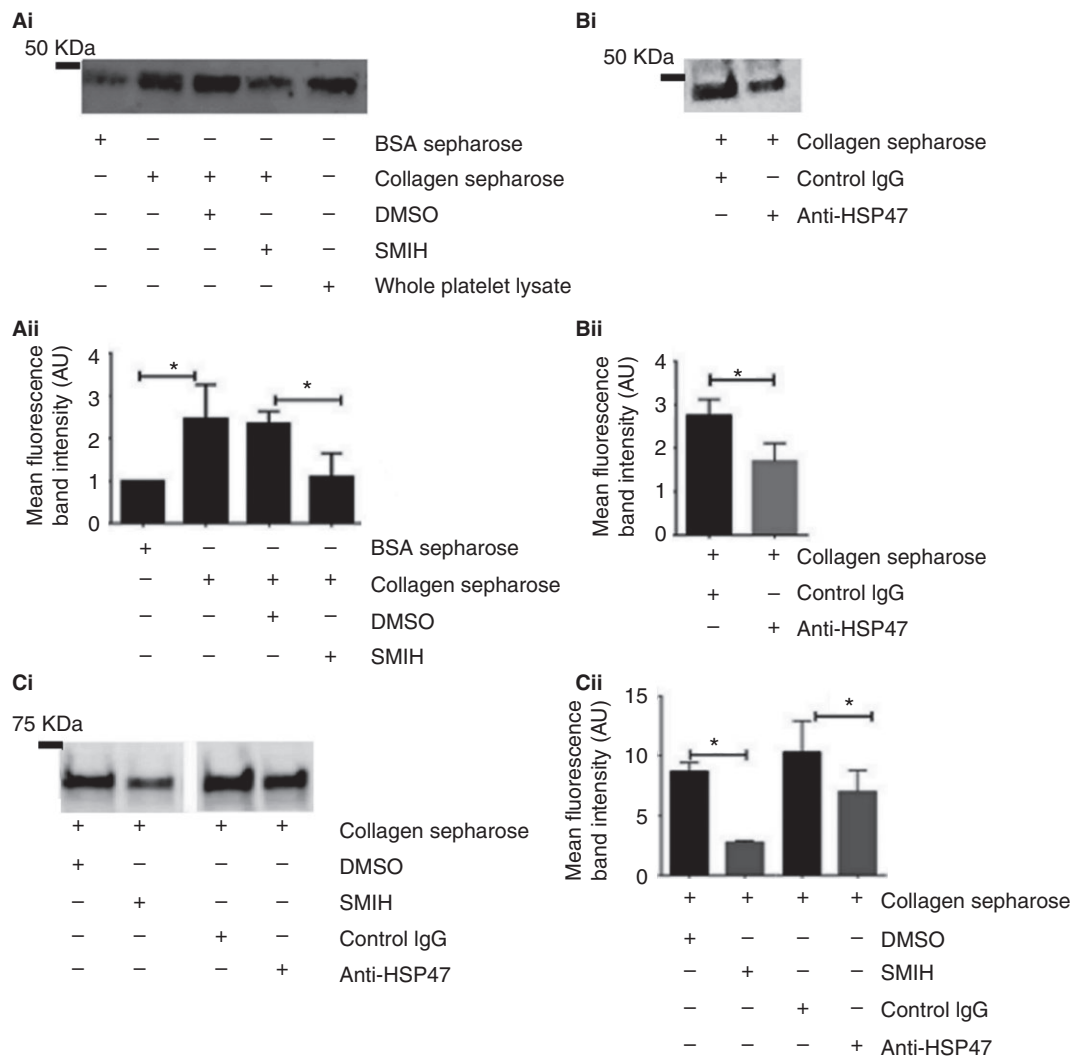 Ai
50 KDa
+ – – – – BSA sepharose
– + + + – Collagen sepharose
– – + – – DMSO
– – – + – SMIH
– – – – + Whole platelet lysate
Bi
50 KDa
+ + Collagen sepharose
+ – Control IgG
– + Anti-HSP47
Aii
Mean fluorescence
band intensity (AU)
4
3
2
1
0
*
*
+ – – – BSA sepharose
– + + + Collagen sepharose
– – + – DMSO
– – – + SMIH
Bii
Mean fluorescence
band intensity (AU)
4
3
2
1
0
*
+ + Collagen sepharose
+ – Control IgG
– + Anti-HSP47
Ci
75 KDa
+ + + + Collagen sepharose
+ – – – DMSO
– + – – SMIH
– – + – Control IgG
– – – + Anti-HSP47
Cii
Mean fluorescence
band intensity (AU)
15
10
5
0
*
*
+ + + + Collagen sepharose
+ – – – DMSO
– + – – SMIH
– – + – Control IgG
– – – + Anti-HSP47